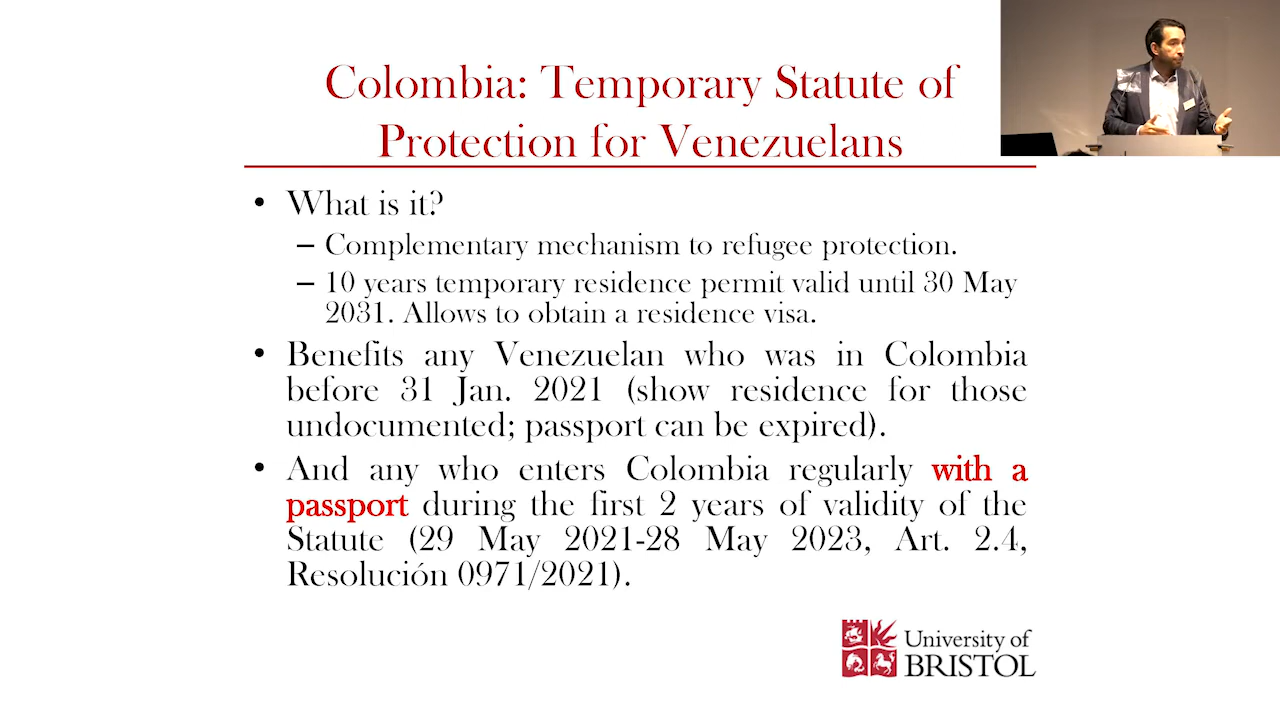 Colombia: Temporary Statute of
Protection for Venezuelans
• What is it?
– Complementary mechanism to refugee protection.
– 10 years temporary residence permit valid until 30 May
2031. Allows to obtain a residence visa.
• Benefits any Venezuelan who was in Colombia
before 31 Jan. 2021 (show residence for those
undocumented; passport can be expired).
• And any who enters Colombia regularly with a
passport during the first 2 years of validity of the
Statute (29 May 2021-28 May 2023, Art. 2.4,
Resolución 0971/2021).
University of
BRISTOL